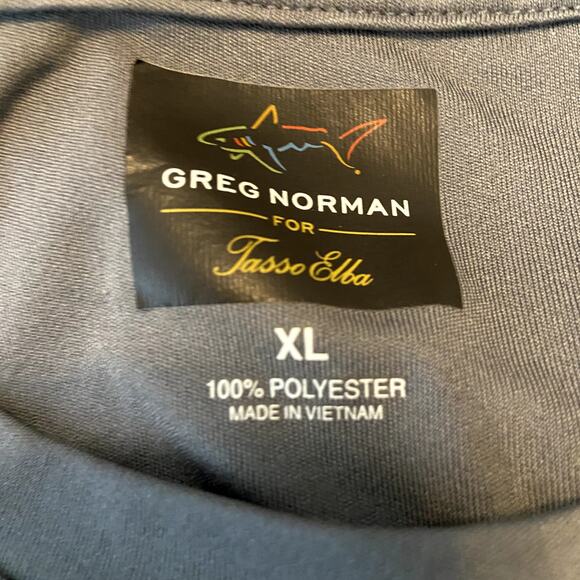 GREG NORMAN
FOR
Tasso Elba
XL
100% POLYESTER
MADE IN VIETNAM